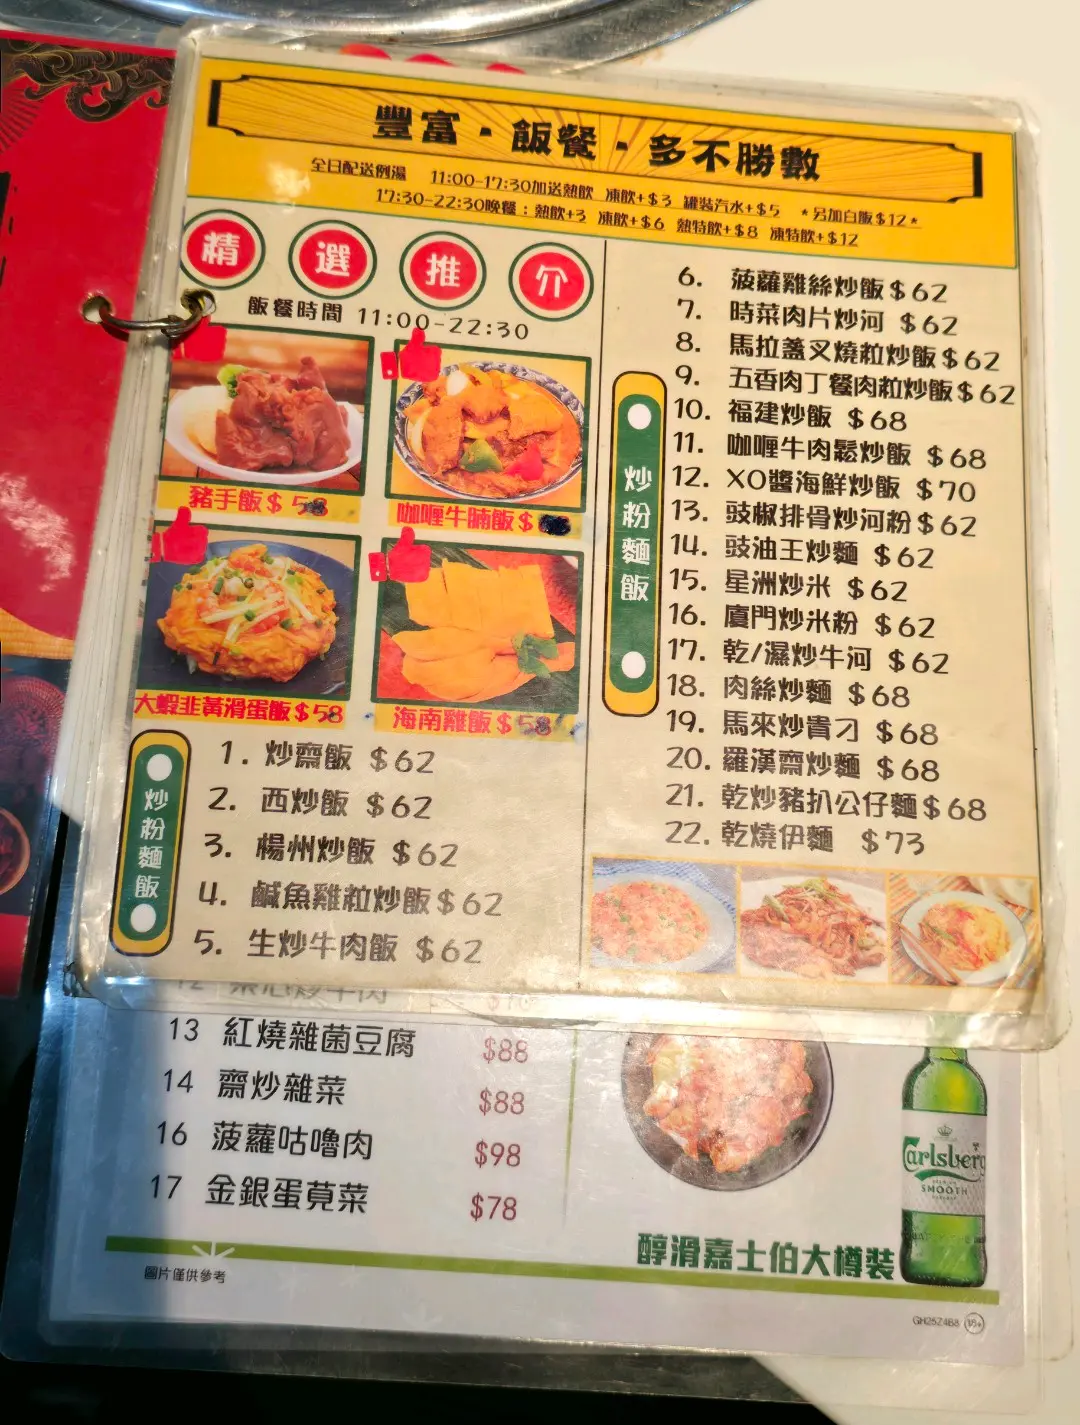 豐富・飯餐・多不勝數
全日配送例湯 11:00-17:30加送熱飲 凍飲+$3 罐裝汽水+$5 *另加白飯$12*
17:30-22:30晚餐：熱飲+3 凍飲+$6 熱特飲+$8 凍特飲+$12
精選推介
飯餐時間 11:00-22:30
豬手飯$58
咖喱牛腩飯$
大蝦韭黃滑蛋飯$58
海南雞飯$58
炒粉麵飯
1. 炒齋飯 $62
2. 西炒飯 $62
3. 楊州炒飯 $62
4. 鹹魚雞粒炒飯$62
5. 生炒牛肉飯 $62
炒粉麵飯
6. 菠蘿雞絲炒飯$62
7. 時菜肉片炒河 $62
8. 馬拉盞叉燒粒炒飯$62
9. 五香肉丁餐肉粒炒飯$62
10. 福建炒飯 $68
11. 咖喱牛肉鬆炒飯 $68
12. XO醬海鮮炒飯 $70
13. 豉椒排骨炒河粉$62
14. 豉油王炒麵 $62
15. 星洲炒米 $62
16. 廈門炒米粉 $62
17. 乾/濕炒牛河 $62
18. 肉絲炒麵 $68
19. 馬來炒貴刁 $68
20. 羅漢齋炒麵 $68
21. 乾炒豬扒公仔麵$68
22. 乾燒伊麵 $73
13 紅燒雜菌豆腐 $88
14 齋炒雜菜 $88
16 菠蘿咕嚕肉 $98
17 金銀蛋莧菜 $78
圖片僅供參考
Carlsberg
SMOOTH
醇滑嘉士伯大樽裝
GH25Z4B8 18+